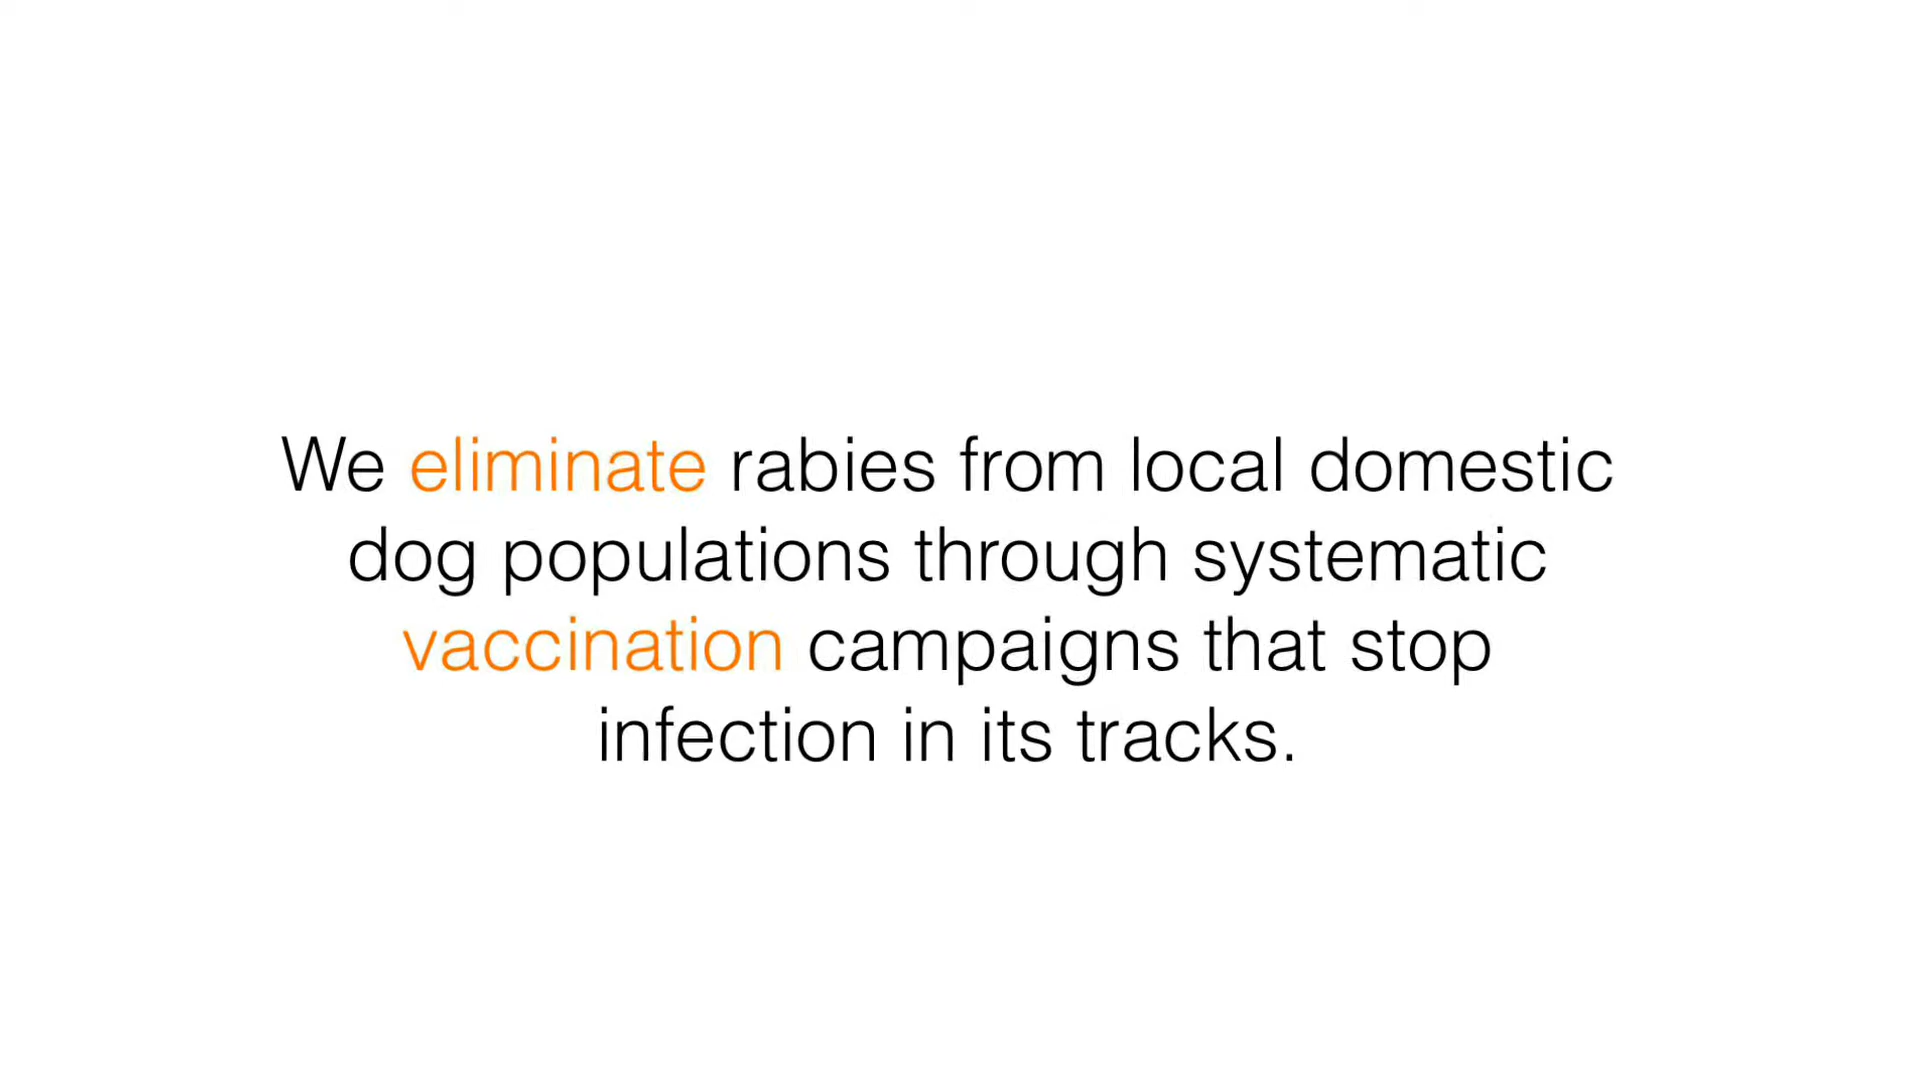 We eliminate rabies from local domestic
dog populations through systematic
vaccination campaigns that stop
infection in its tracks.